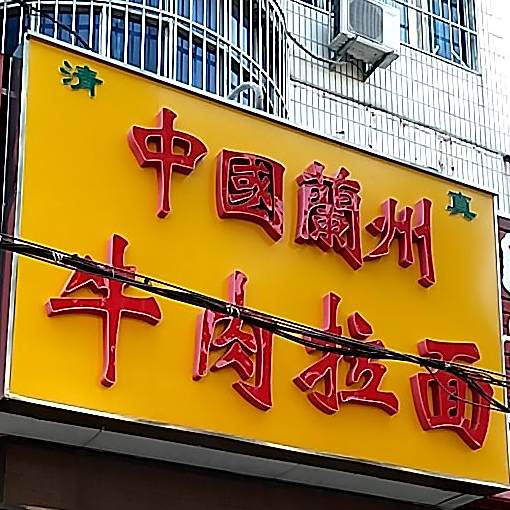 清 真
中國蘭州
牛肉拉面